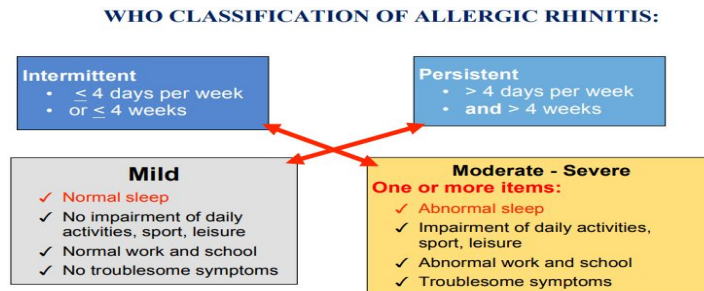 WHO CLASSIFICATION OF ALLERGIC RHINITIS:
Intermittent
• ≤ 4 days per week
• or ≤ 4 weeks
Persistent
• > 4 days per week
• and > 4 weeks
Mild
✓ Normal sleep
✓ No impairment of daily
activities, sport, leisure
✓ Normal work and school
✓ No troublesome symptoms
Moderate - Severe
One or more items:
✓ Abnormal sleep
✓ Impairment of daily activities,
sport, leisure
✓ Abnormal work and school
✓ Troublesome symptoms